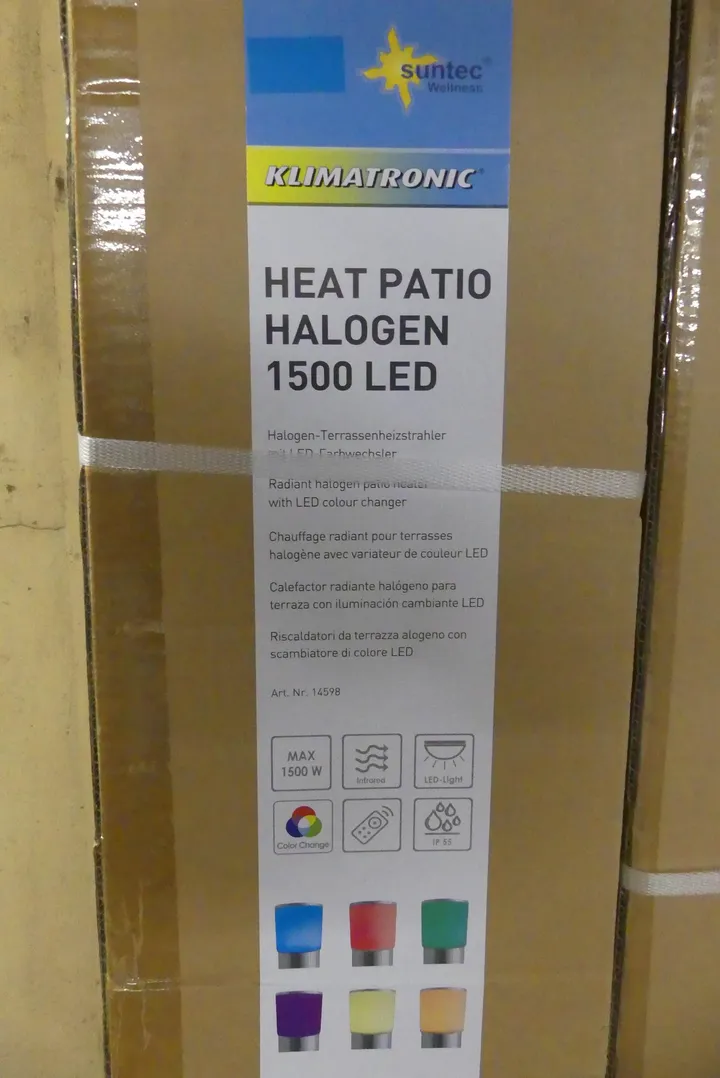 suntec®
Wellness
KLIMATRONIC®
HEAT PATIO
HALOGEN
1500 LED
Halogen-Terrassenheizstrahler
mit LED-Farbwechsler
Radiant halogen patio heater
with LED colour changer
Chauffage radiant pour terrasses
halogène avec variateur de couleur LED
Calefactor radiante halógeno para
terraza con iluminación cambiante LED
Riscaldatori da terrazza alogeno con
scambiatore di colore LED
Art. Nr. 14598
MAX
1500 W
Infrared
LED-Light
Color Change
IP 55